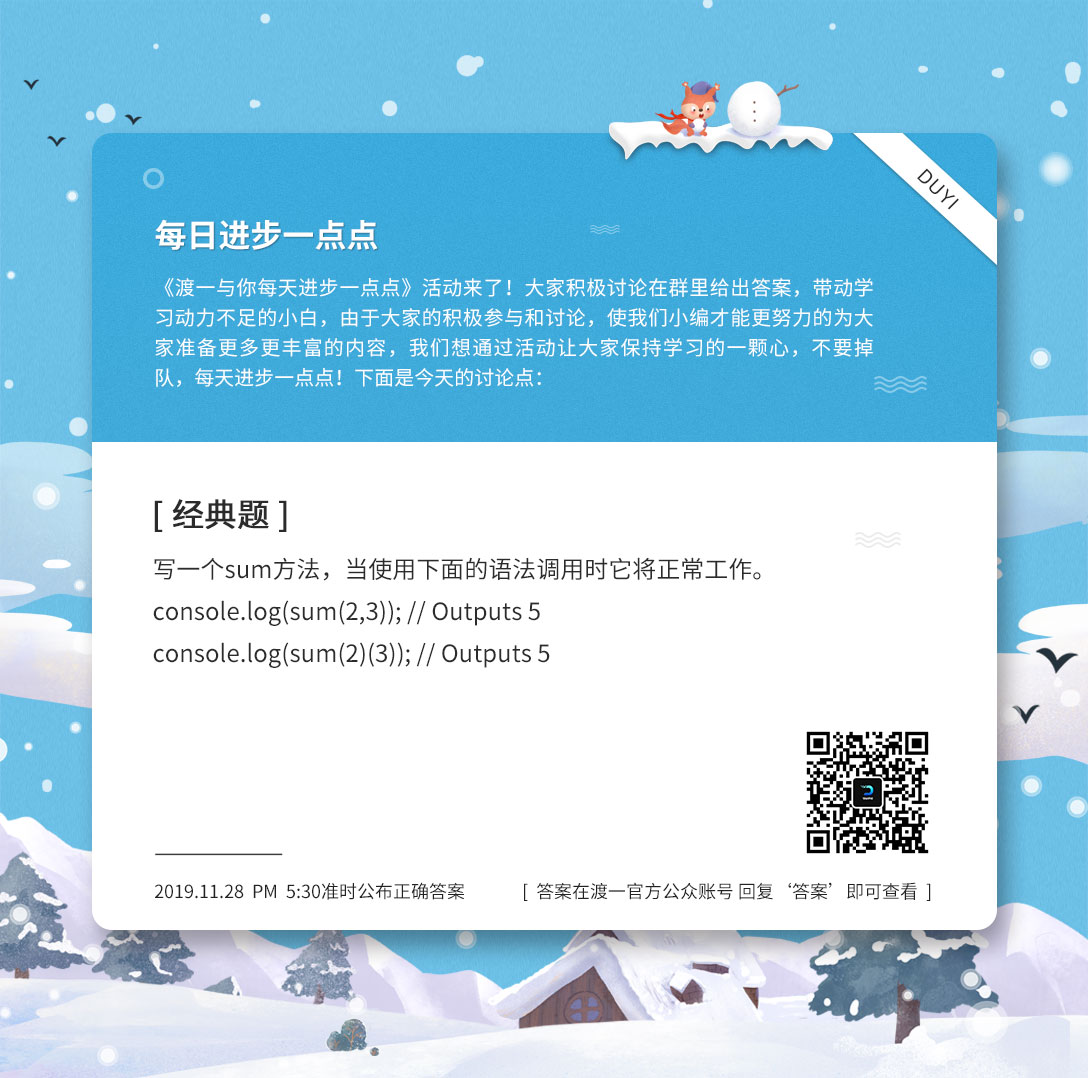 DUYI
每日进步一点点
《渡一与你每天进步一点点》活动来了！大家积极讨论在群里给出答案，带动学
习动力不足的小白，由于大家的积极参与和讨论，使我们小编才能更努力的为大
家准备更多更丰富的内容，我们想通过活动让大家保持学习的一颗心，不要掉
队，每天进步一点点！下面是今天的讨论点：
[ 经典题 ]
写一个sum方法，当使用下面的语法调用时它将正常工作。
console.log(sum(2,3)); // Outputs 5
console.log(sum(2)(3)); // Outputs 5
2019.11.28 PM 5:30准时公布正确答案
[ 答案在渡一官方公众账号 回复‘答案’即可查看 ]